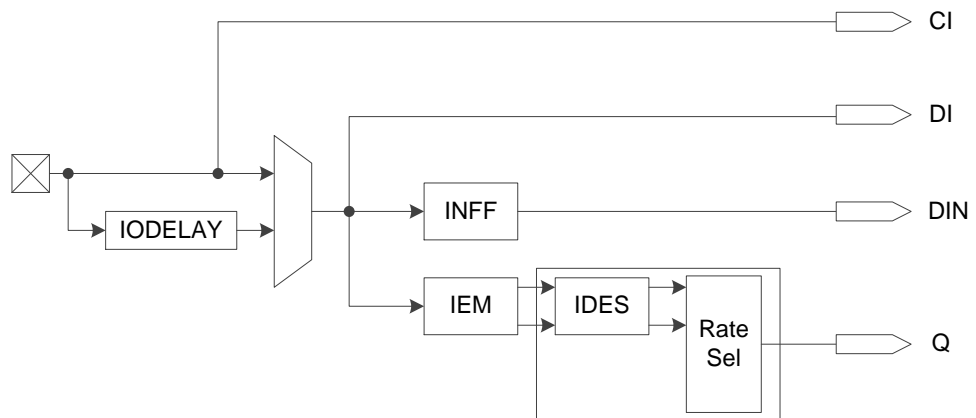 CI
DI
INFF
DIN
IODELAY
IEM
IDES
Rate
Sel
Q